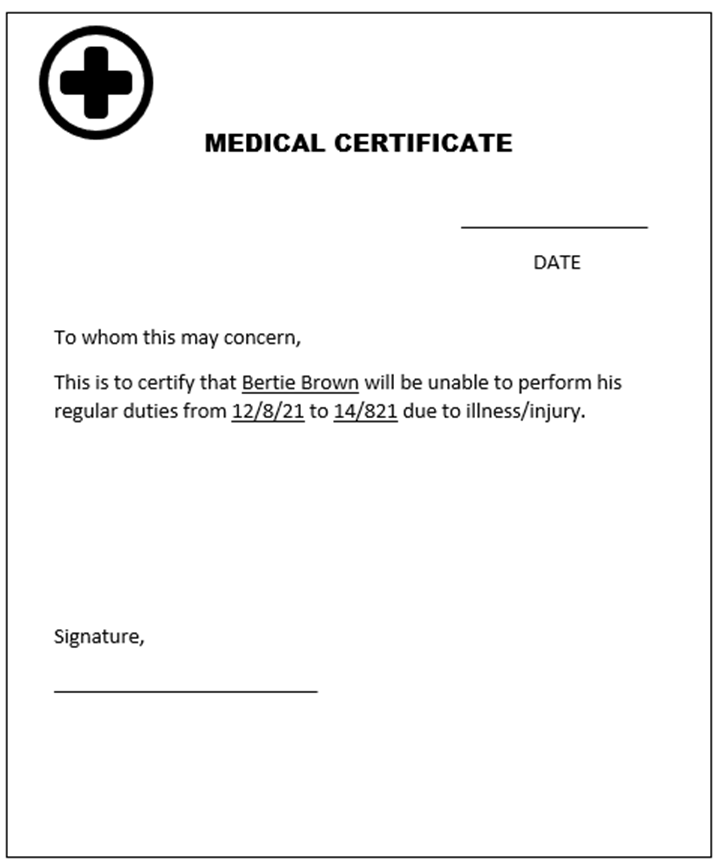 MEDICAL CERTIFICATE
DATE
To whom this may concern,
This is to certify that Bertie Brown will be unable to perform his
regular duties from 12/8/21 to 14/821 due to illness/injury.
Signature,